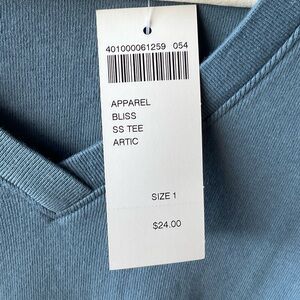 401000061259 054
APPAREL
BLISS
SS TEE
ARTIC
SIZE 1
$24.00